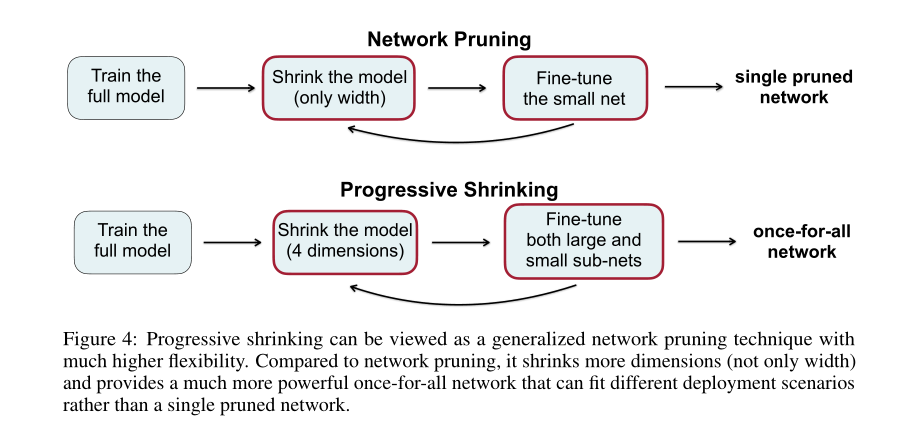 Network Pruning
Train the
full model
Shrink the model
(only width)
Fine-tune
the small net
single pruned
network
Progressive Shrinking
Train the
full model
Shrink the model
(4 dimensions)
Fine-tune
both large and
small sub-nets
once-for-all
network
Figure 4: Progressive shrinking can be viewed as a generalized network pruning technique with
much higher flexibility. Compared to network pruning, it shrinks more dimensions (not only width)
and provides a much more powerful once-for-all network that can fit different deployment scenarios
rather than a single pruned network.